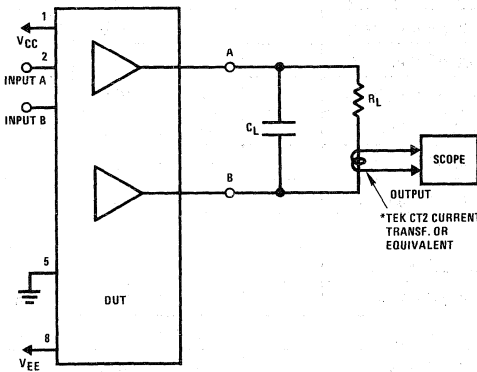 1
VCC
2
INPUT A
INPUT B
A
RL
CL
SCOPE
B
OUTPUT
*TEK CT2 CURRENT
TRANSF. OR
EQUIVALENT
5
DUT
8
VEE